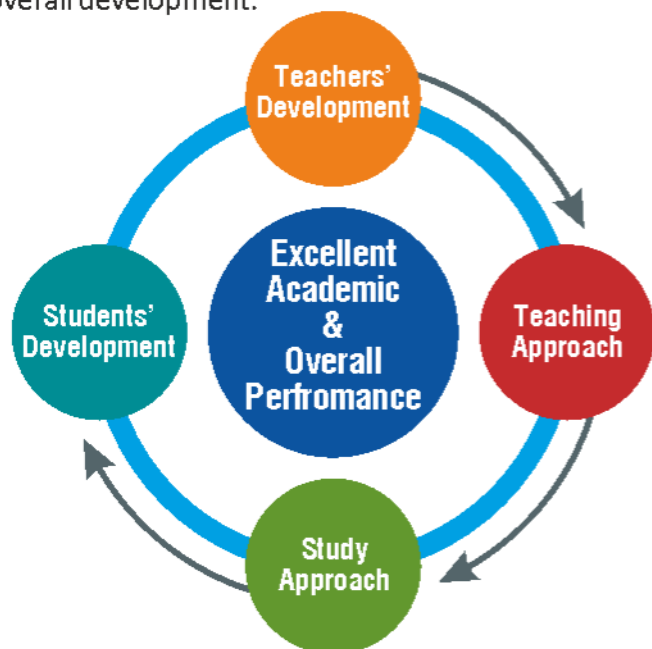 overall development.
Teachers'
Development
Excellent
Academic
&
Overall
Perfromance
Students'
Development
Teaching
Approach
Study
Approach